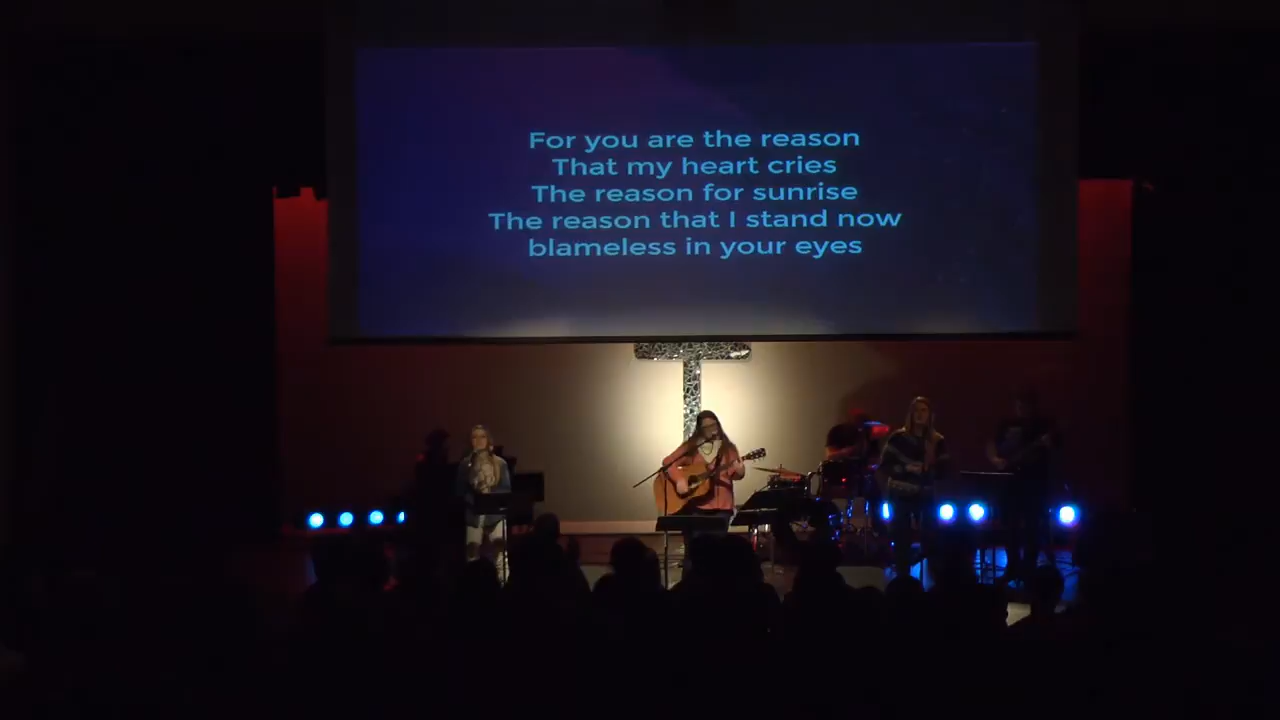 For you are the reason
That my heart cries
The reason for sunrise
The reason that I stand now
blameless in your eyes